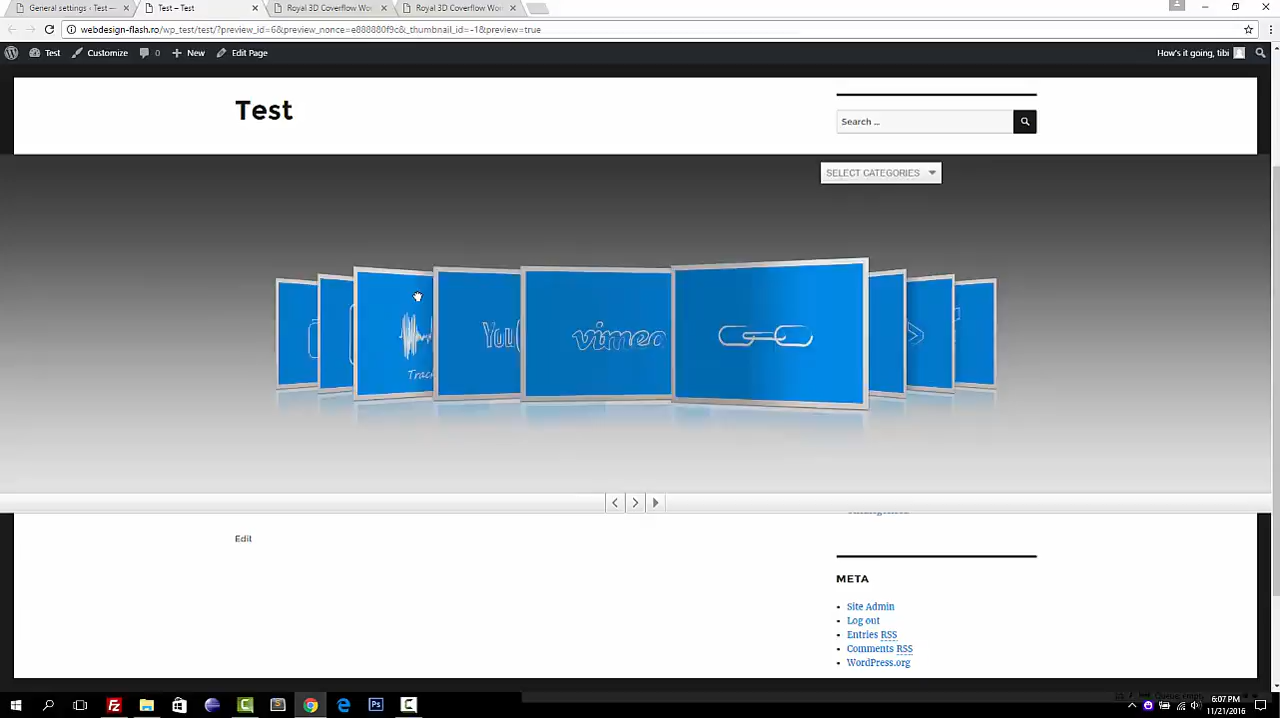 General settings ‹ Test —
Test – Test
Royal 3D Coverflow Wo
Royal 3D Coverflow Wo
webdesign-flash.ro/wp_test/test/?preview_id=6&preview_nonce=e888880f9c&_thumbnail_id=-1&preview=true
Test
Customize
0
New
Edit Page
How's it going, tibi
Test
Search ...
SELECT CATEGORIES
You
vimeo
Track
Edit
META
Site Admin
Log out
Entries RSS
Comments RSS
WordPress.org
6:07 PM
11/21/2016